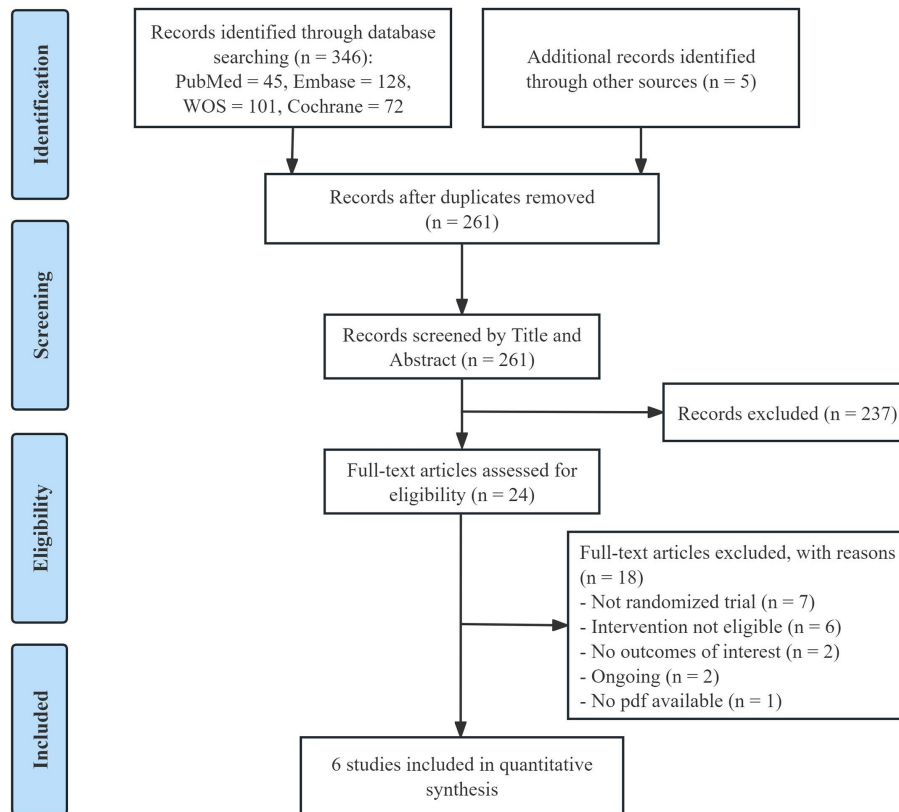 Identification
Records identified through database
searching (n = 346):
PubMed = 45, Embase = 128,
WOS = 101, Cochrane = 72
Additional records identified
through other sources (n = 5)
Records after duplicates removed
(n = 261)
Screening
Records screened by Title and
Abstract (n = 261)
Records excluded (n = 237)
Eligibility
Full-text articles assessed for
eligibility (n = 24)
Full-text articles excluded, with reasons
(n = 18)
- Not randomized trial (n = 7)
- Intervention not eligible (n = 6)
- No outcomes of interest (n = 2)
- Ongoing (n = 2)
- No pdf available (n = 1)
Included
6 studies included in quantitative
synthesis